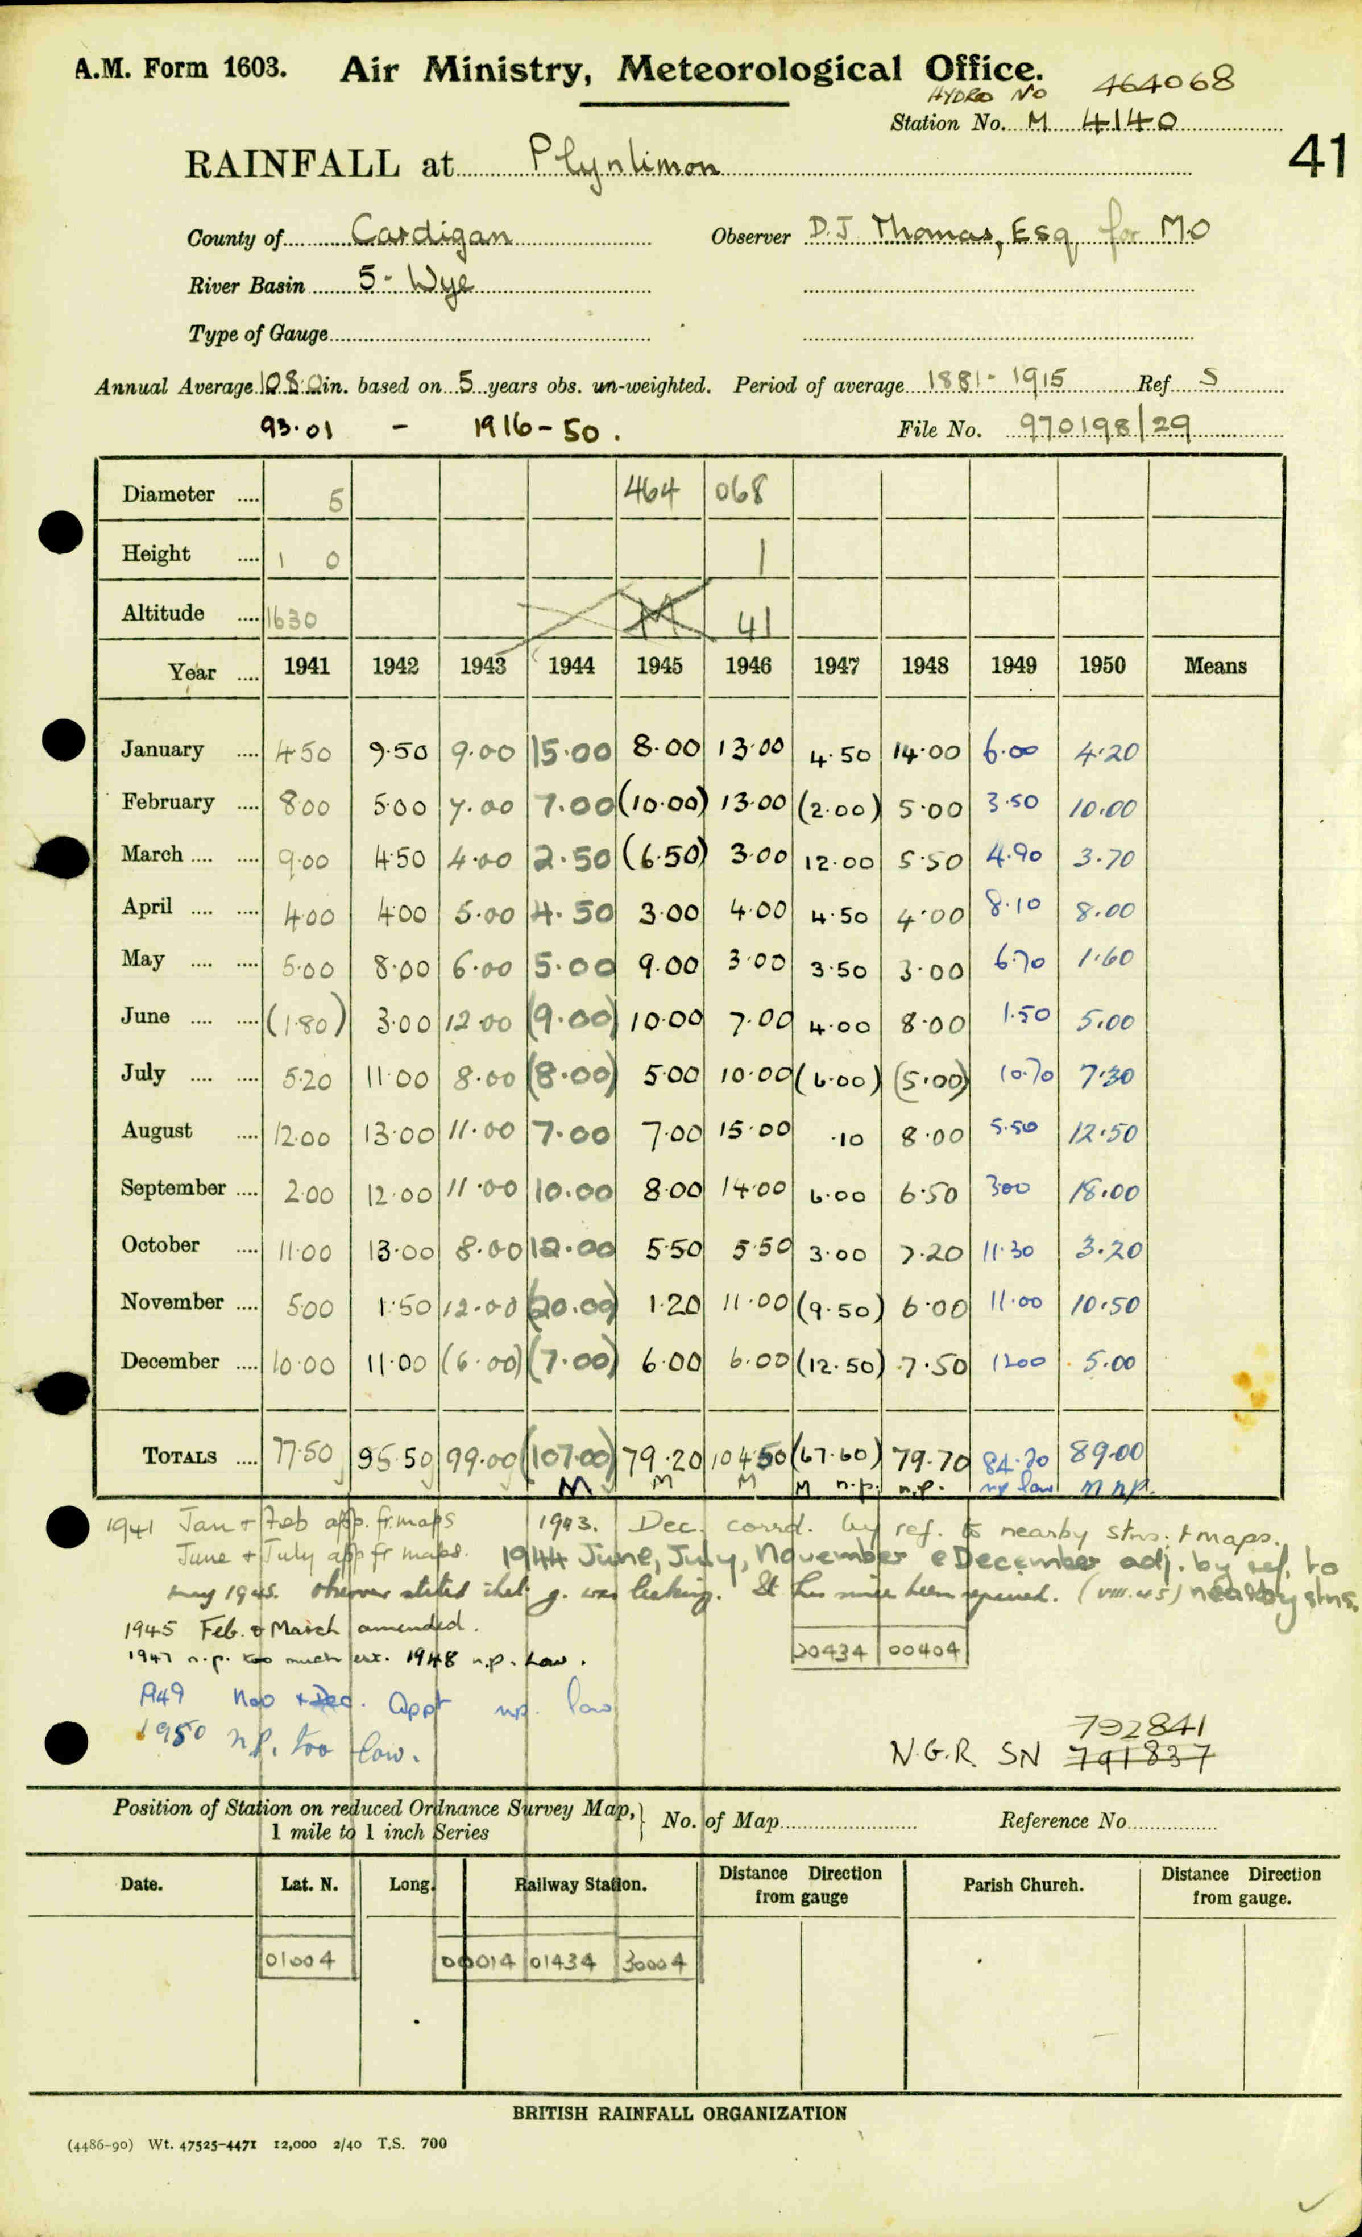 A.M. Form 1603. Air Ministry, Meteorological Office.
HYDRO NO 464068
Station No. M 4140
41
RAINFALL at Plynlimon
County of Cardigan Observer D.J. Thomas, Esq for M.O
River Basin 5 - Wye
Type of Gauge
Annual Average 108.0 in. based on 5 years obs. un-weighted. Period of average 1881 - 1915 Ref. S
93.01 - 1916 - 50. File No. 970198/29
Diameter .... 5 464 068
Height .... 1 0 1
Altitude .... 1630 M 41
Year .... 1941 1942 1943 1944 1945 1946 1947 1948 1949 1950 Means
January .... 4.50 9.50 9.00 15.00 8.00 13.00 4.50 14.00 6.00 4.20
February .... 8.00 5.00 7.00 7.00 (10.00) 13.00 (2.00) 5.00 3.50 10.00
March .... .... 9.00 4.50 4.00 2.50 (6.50) 3.00 12.00 5.50 4.90 3.70
April .... .... 4.00 4.00 5.00 4.50 3.00 4.00 4.50 4.00 8.10 8.00
May .... .... 5.00 8.00 6.00 5.00 9.00 3.00 3.50 3.00 6.70 1.60
June .... .... (1.80) 3.00 12.00 (9.00) 10.00 7.00 4.00 8.00 1.50 5.00
July .... .... 5.20 11.00 8.00 (8.00) 5.00 10.00 (6.00) (5.00) 10.70 7.30
August .... 12.00 13.00 11.00 7.00 7.00 15.00 .10 8.00 5.50 12.50
September .... 2.00 12.00 11.00 10.00 8.00 14.00 6.00 6.50 3.00 18.00
October .... 11.00 13.00 8.00 12.00 5.50 5.50 3.00 7.20 11.30 3.20
November .... 5.00 1.50 12.00 (20.00) 1.20 11.00 (9.50) 6.00 11.00 10.50
December .... 10.00 11.00 (6.00) (7.00) 6.00 6.00 (12.50) 7.50 12.00 5.00
TOTALS .... 77.50 95.50 99.00 (107.00) 79.20 104.50 (67.60) 79.70 84.20 89.00
M M M M n.p. n.p. np low M n.p.
1941 Jan + Feb app. fr. maps 1943. Dec. corrd. by ref. to nearby stns. + maps.
June + July app fr maps. 1944 June, July, November & December adj. by ref. to
May 1945. Observer stated that g. was leaking. It has since been repaired. (VIII.45) nearby stns.
1945 Feb. & March amended.
20434 00404
1947 n.p. too much ext. 1948 n.p. Low.
1949 Nov + Dec. Appt np. low
1950 n.p. too low.
792841
N.G.R. SN 791837
Position of Station on reduced Ordnance Survey Map, 1 mile to 1 inch Series } No. of Map Reference No.
Date. Lat. N. Long. Railway Station. Distance Direction from gauge Parish Church. Distance Direction from gauge.
01004 00014 01434 30004
BRITISH RAINFALL ORGANIZATION
(4486-90) Wt. 47525-4471 12,000 2/40 T.S. 700